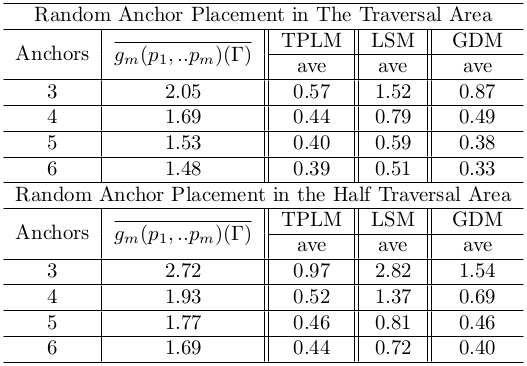 Random Anchor Placement in The Traversal Area
Anchors g_m(p_1,..p_m)(Γ) TPLM LSM GDM
ave ave ave
3 2.05 0.57 1.52 0.87
4 1.69 0.44 0.79 0.49
5 1.53 0.40 0.59 0.38
6 1.48 0.39 0.51 0.33
Random Anchor Placement in the Half Traversal Area
Anchors g_m(p_1,..p_m)(Γ) TPLM LSM GDM
ave ave ave
3 2.72 0.97 2.82 1.54
4 1.93 0.52 1.37 0.69
5 1.77 0.46 0.81 0.46
6 1.69 0.44 0.72 0.40